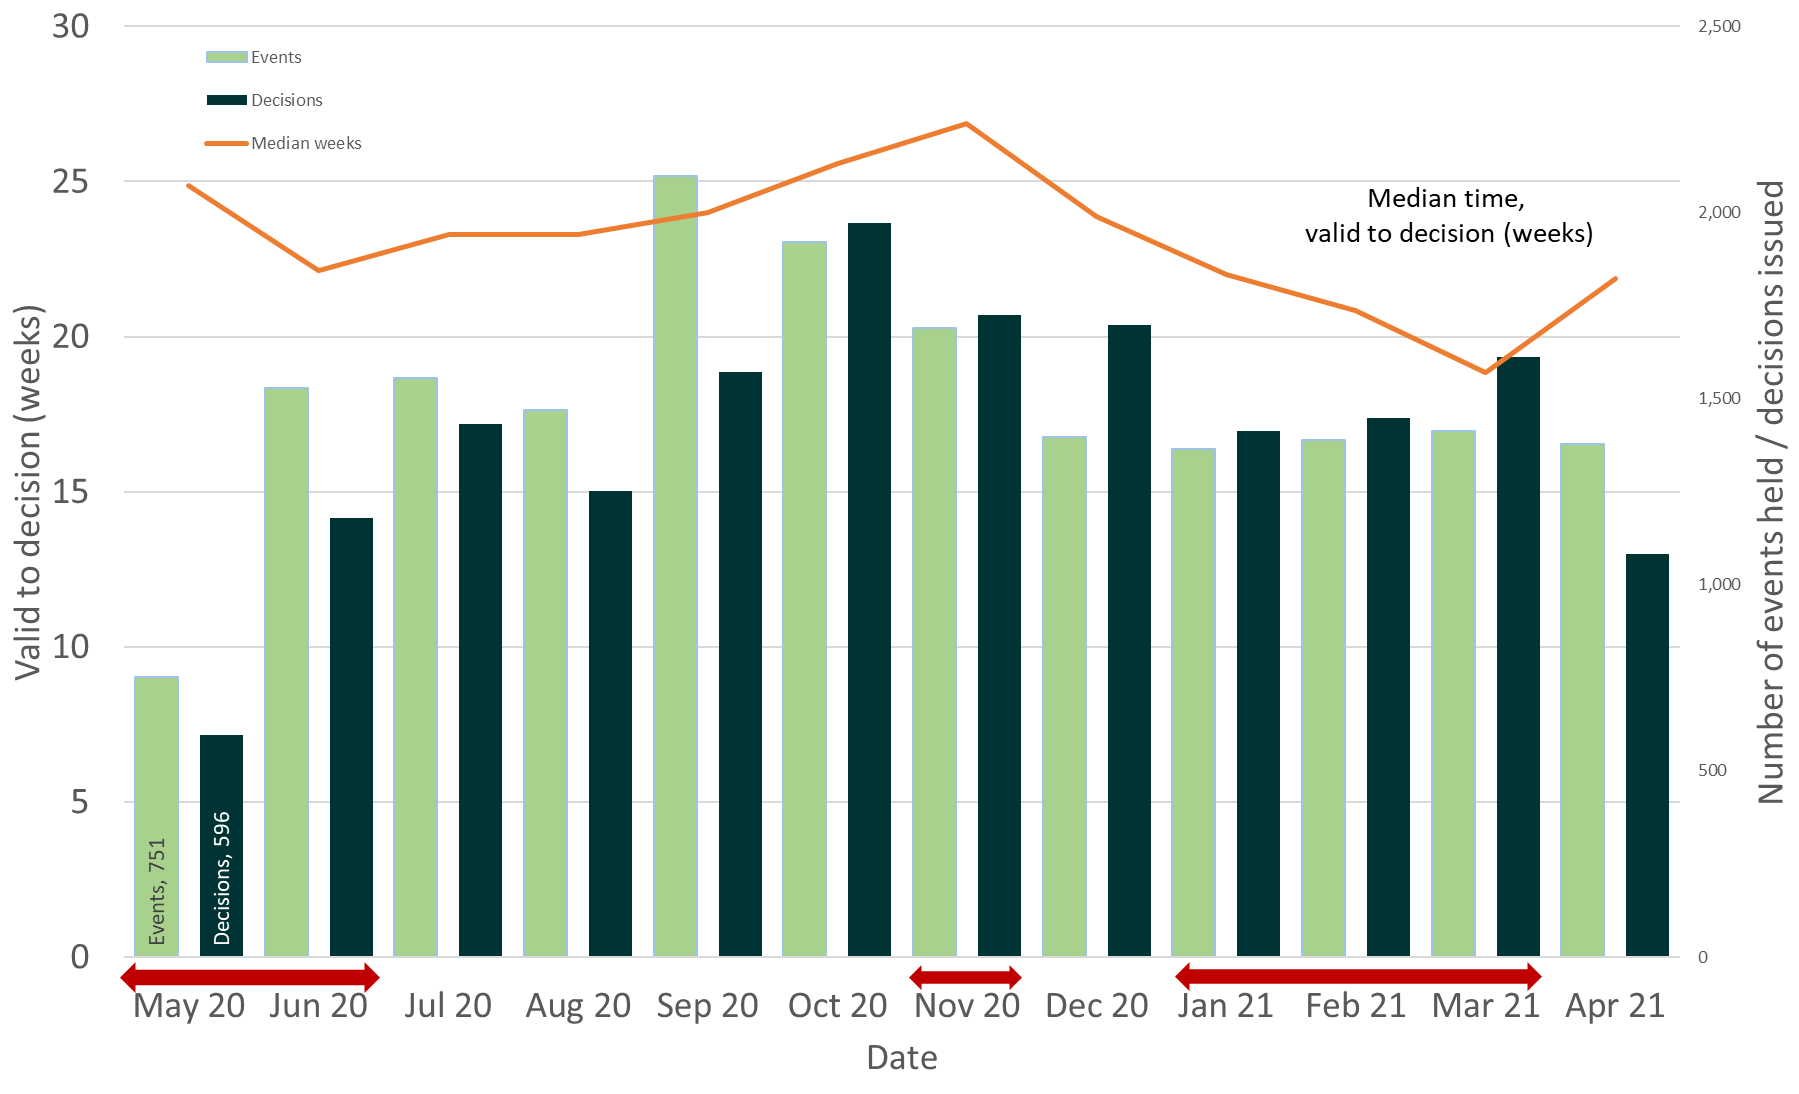 30
25
20
15
10
5
0
Valid to decision (weeks)
Events
Decisions
Median weeks
Median time,
valid to decision (weeks)
Events, 751
Decisions, 596
2,500
2,000
1,500
1,000
500
0
Number of events held / decisions issued
May 20
Jun 20
Jul 20
Aug 20
Sep 20
Oct 20
Nov 20
Dec 20
Jan 21
Feb 21
Mar 21
Apr 21
Date